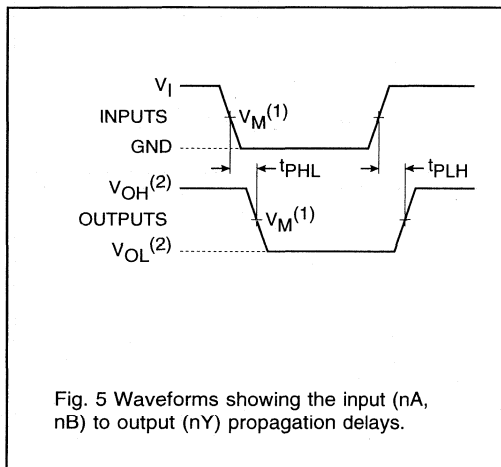 V_I
INPUTS V_M(1)
GND
t_PHL t_PLH
V_OH(2)
OUTPUTS V_M(1)
V_OL(2)
Fig. 5 Waveforms showing the input (nA,
nB) to output (nY) propagation delays.